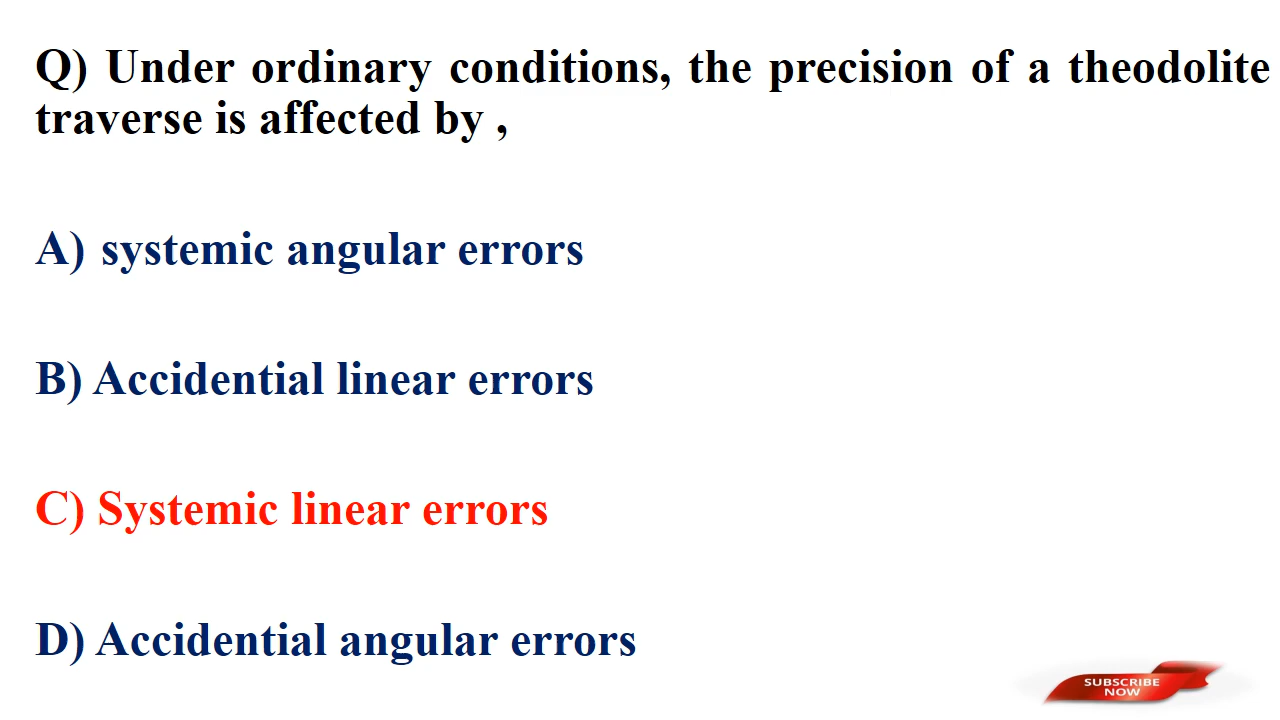 Q) Under ordinary conditions, the precision of a theodolite
traverse is affected by ,
A) systemic angular errors
B) Accidential linear errors
C) Systemic linear errors
D) Accidential angular errors
SUBSCRIBE
NOW